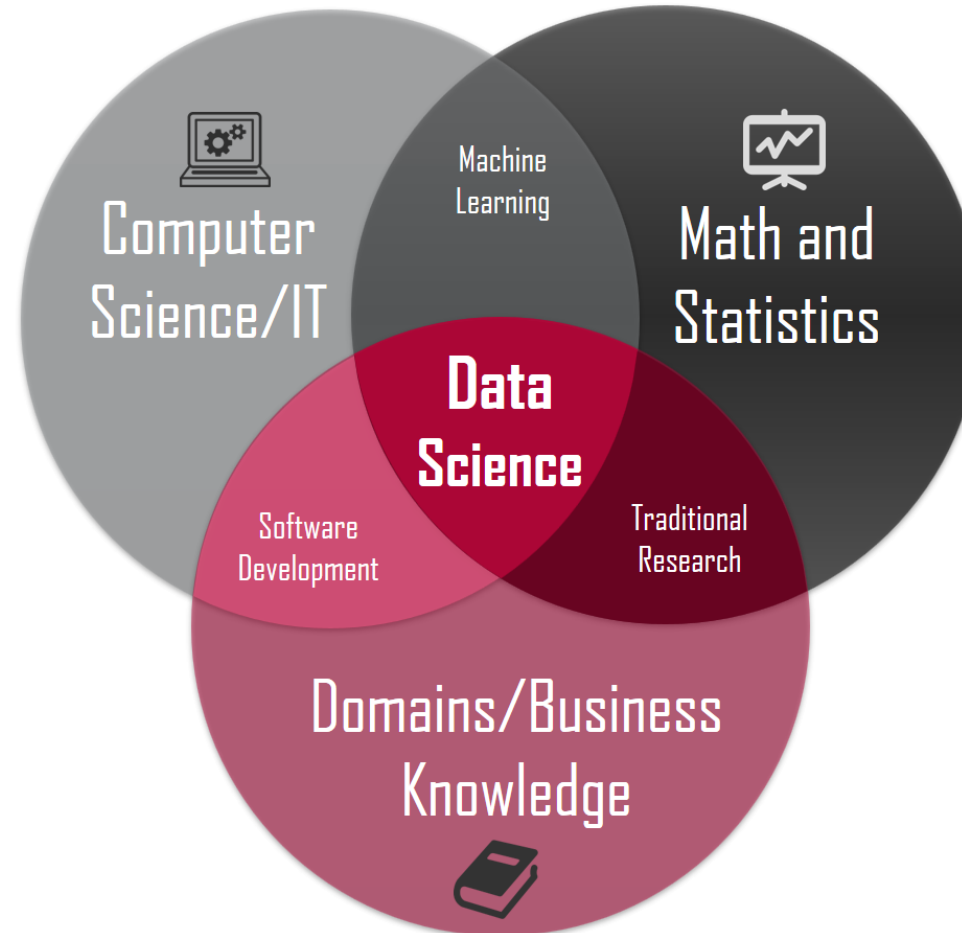 Machine
Learning
Computer
Science/IT
Math and
Statistics
Data
Science
Software
Development
Traditional
Research
Domains/Business
Knowledge